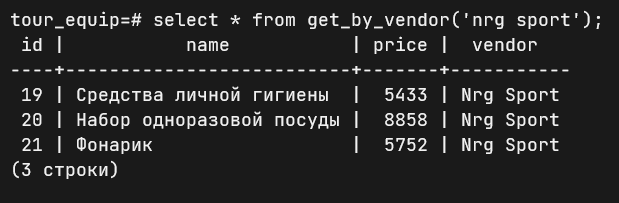 tour_equip=# select * from get_by_vendor('nrg sport');
 id |           name            | price |  vendor
----+---------------------------+-------+-----------
 19 | Средства личной гигиены   |  5433 | Nrg Sport
 20 | Набор одноразовой посуды |  8858 | Nrg Sport
 21 | Фонарик                   |  5752 | Nrg Sport
(3 строки)